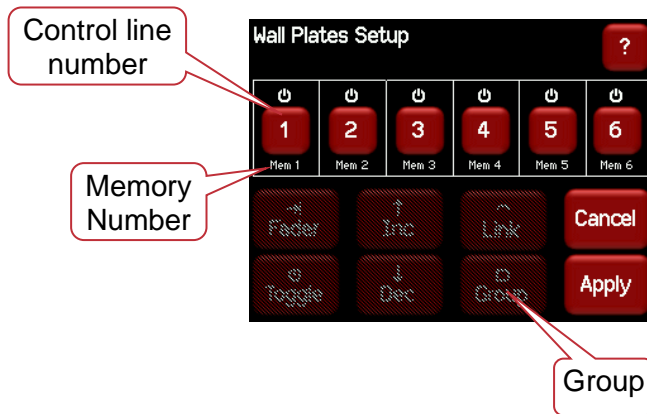 Control line
number
Wall Plates Setup
?
1
2
3
4
5
6
Mem 1
Mem 2
Mem 3
Mem 4
Mem 5
Mem 6
Memory
Number
Fader
Inc
Link
Cancel
Toggle
Dec
Group
Apply
Group